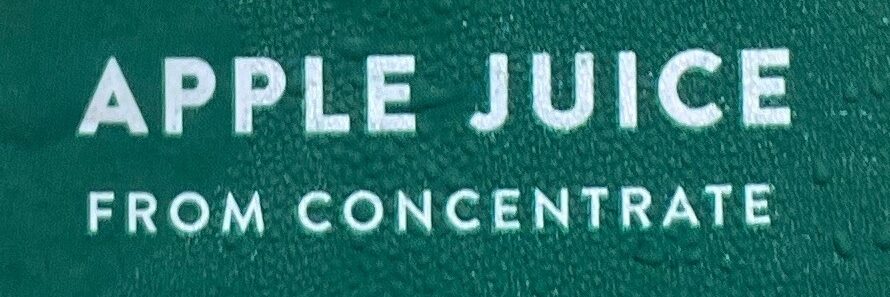 APPLE JUICE
FROM CONCENTRATE